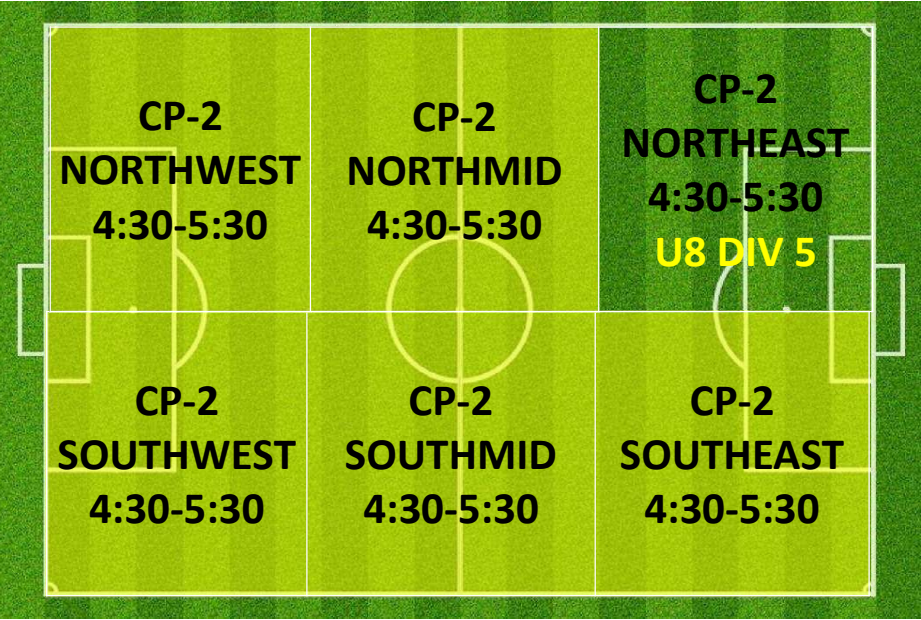 CP-2
NORTHWEST
4:30-5:30
CP-2
NORTHMID
4:30-5:30
CP-2
NORTHEAST
4:30-5:30
U8 DIV 5
CP-2
SOUTHWEST
4:30-5:30
CP-2
SOUTHMID
4:30-5:30
CP-2
SOUTHEAST
4:30-5:30